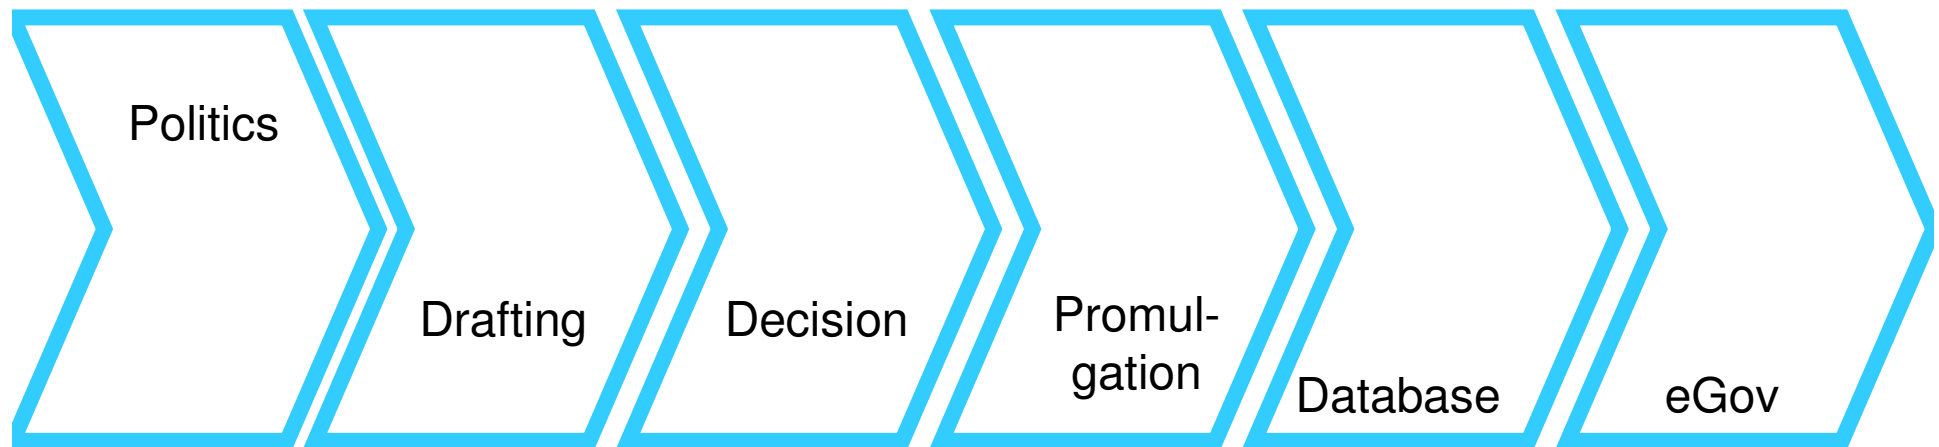 Politics
Drafting
Decision
Promul-
gation
Database
eGov